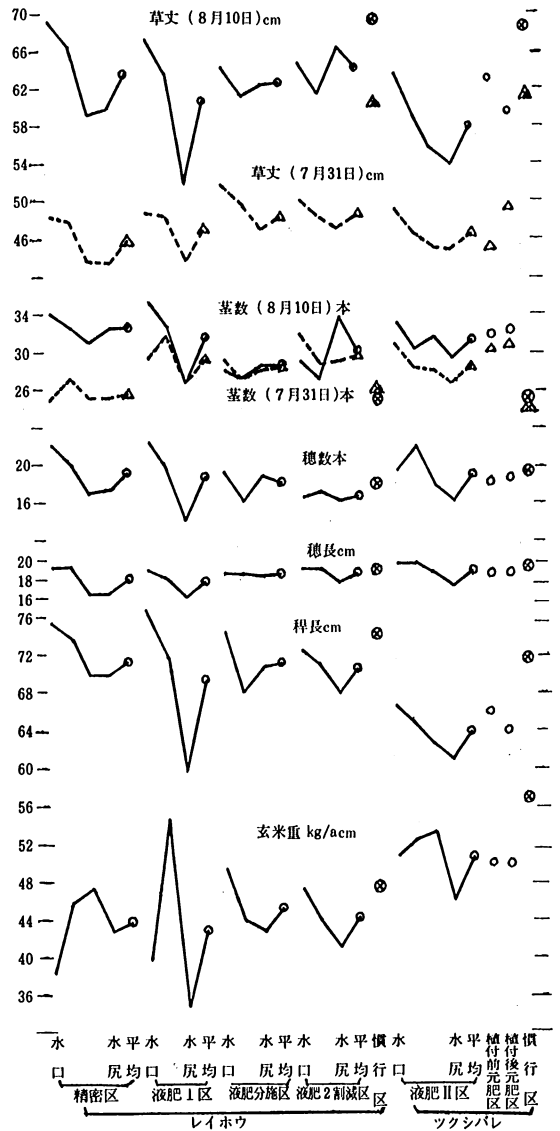 70
草丈（8月10日）cm
66
62
58
54
草丈（7月31日）cm
50
46
茎数（8月10日）本
34
30
26
茎数（7月31日）本
穂数本
20
16
穂長cm
20
18
16
稈長cm
76
72
68
64
60
56
玄米重 kg/acm
52
48
44
40
36
水口 水尻 平均 水口 水尻 平均 水口 水尻 平均 水口 水尻 平均 慣行区 水口 水尻 平均 植付前元肥区 植付後元肥区 慣行区
精密区 液肥I区 液肥分施区 液肥2割減区 液肥II区
レイホウ ツクシバレ